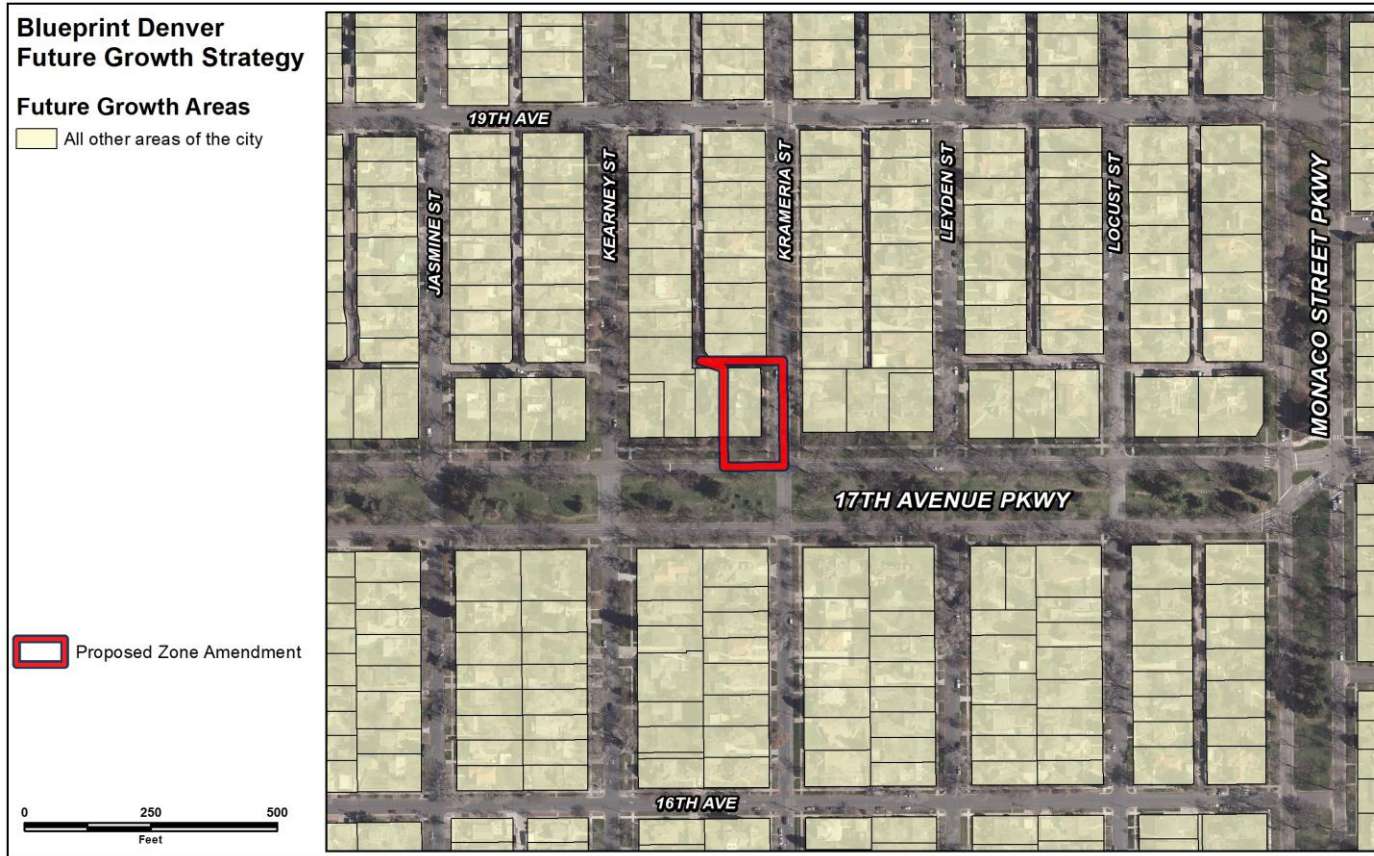 Blueprint Denver
Future Growth Strategy
Future Growth Areas
All other areas of the city
Proposed Zone Amendment
0 250 500
Feet
19TH AVE
JASMINE ST
KEARNEY ST
KRAMERIA ST
LEYDEN ST
LOCUST ST
MONACO STREET PKWY
17TH AVENUE PKWY
16TH AVE